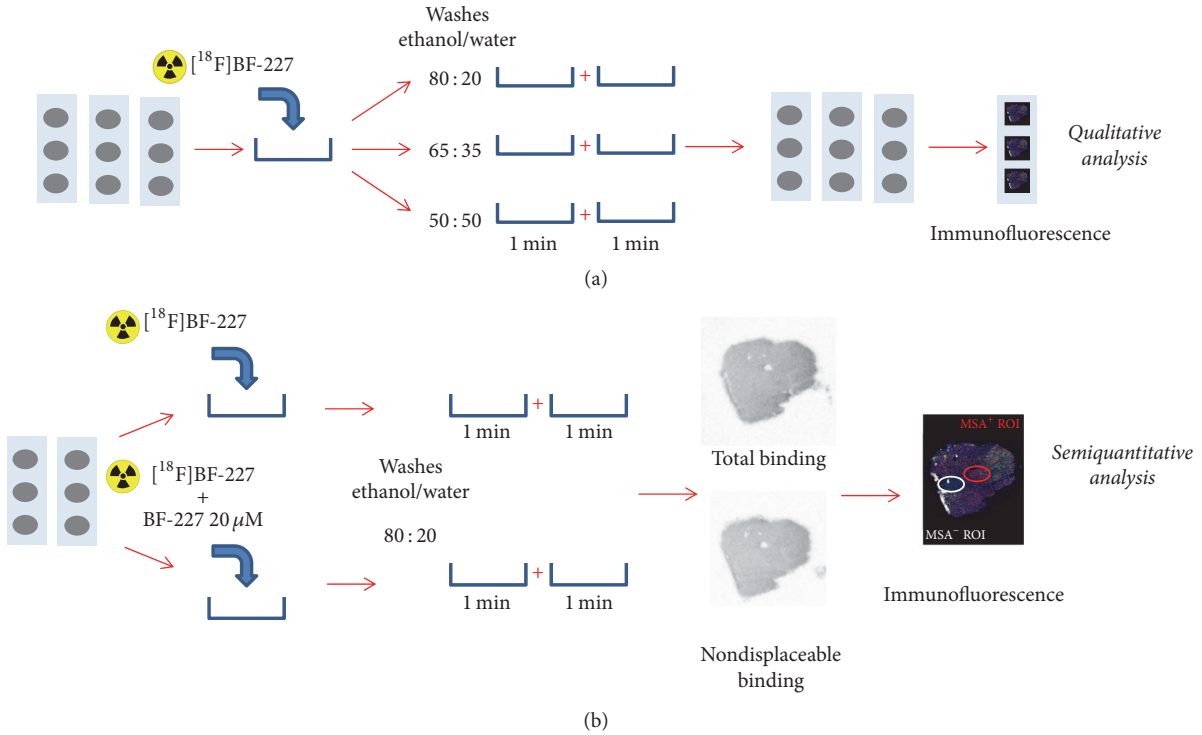 Washes
ethanol/water
[¹⁸F]BF-227
80 : 20
+
65 : 35
+
50 : 50
+
1 min
1 min
Immunofluorescence
Qualitative
analysis
(a)
[¹⁸F]BF-227
+
1 min
1 min
[¹⁸F]BF-227
+
BF-227 20 μM
Washes
ethanol/water
80 : 20
+
1 min
1 min
Total binding
Nondisplaceable
binding
MSA⁺ ROI
MSA⁻ ROI
Immunofluorescence
Semiquantitative
analysis
(b)